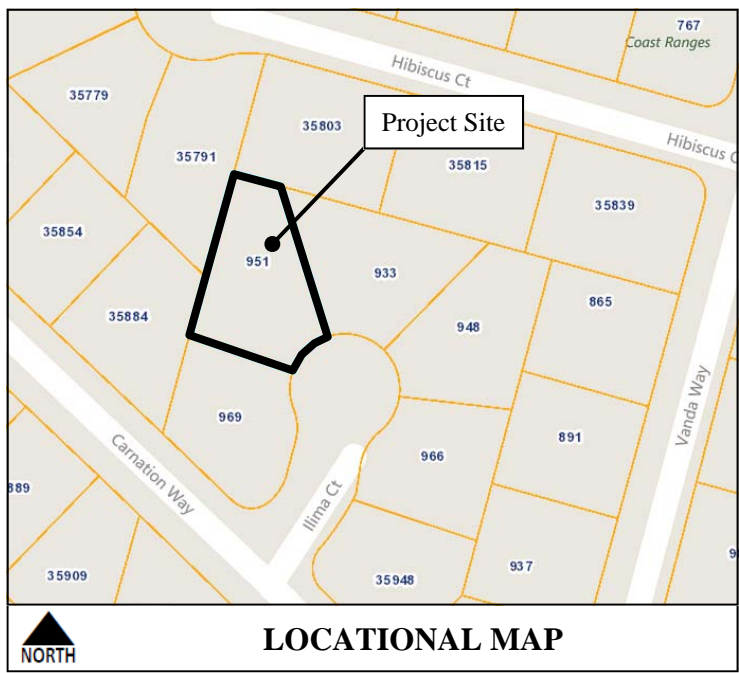 767
Coast Ranges
Hibiscus Ct
35779
35803
Project Site
Hibiscus C
35791
35815
35839
35854
951
933
865
35884
948
969
891
966
Vanda Way
Carnation Way
889
Ilima Ct
937
9
35909
35948
NORTH
LOCATIONAL MAP